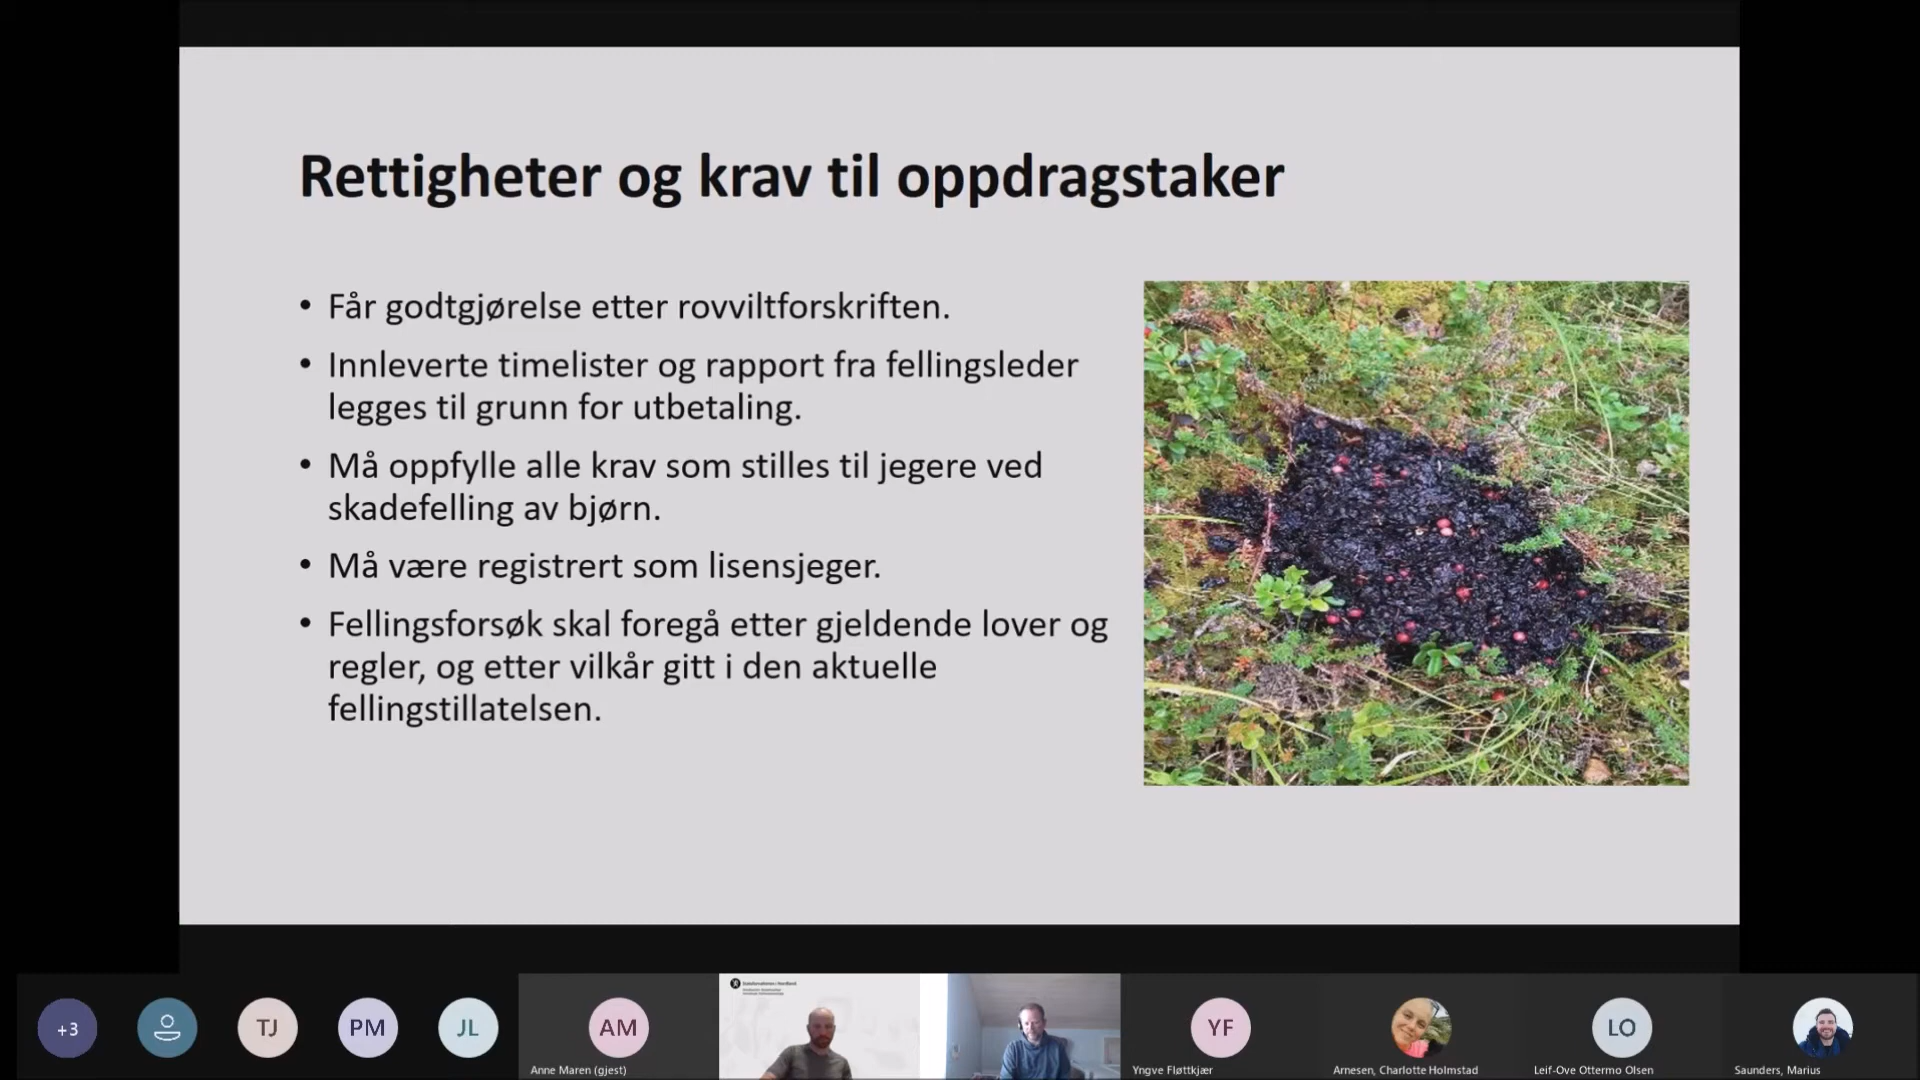 Rettigheter og krav til oppdragstaker
• Får godtgjørelse etter rovviltforskriften.
• Innleverte timelister og rapport fra fellingsleder
legges til grunn for utbetaling.
• Må oppfylle alle krav som stilles til jegere ved
skadefelling av bjørn.
• Må være registrert som lisensjeger.
• Fellingsforsøk skal foregå etter gjeldende lover og
regler, og etter vilkår gitt i den aktuelle
fellingstillatelsen.
+3
TJ
PM
JL
AM
Anne Maren (gjest)
YF
Yngve Fløttkjær
Arnesen, Charlotte Holmstad
LO
Leif-Ove Ottermo Olsen
Saunders, Marius